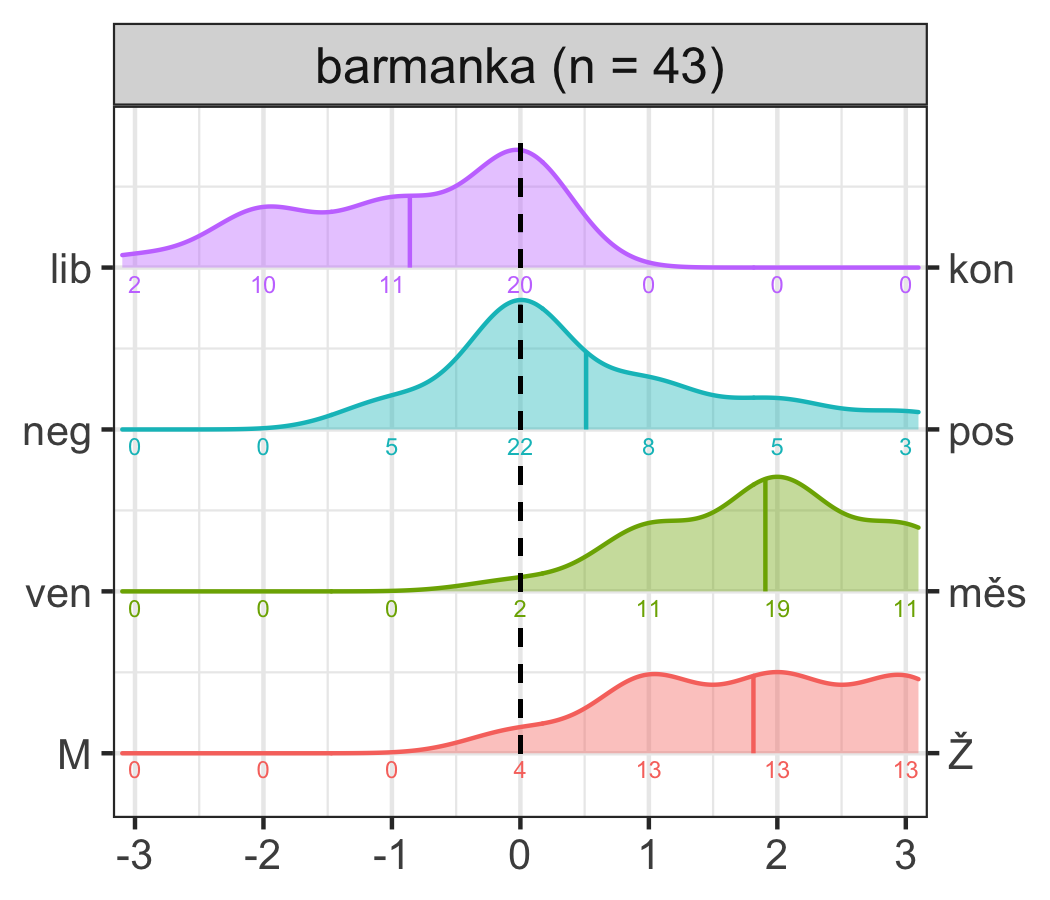 barmanka (n = 43)
lib kon
2 10 11 20 0 0 0
neg pos
0 0 5 22 8 5 3
ven měs
0 0 0 2 11 19 11
M Ž
0 0 0 4 13 13 13
-3 -2 -1 0 1 2 3